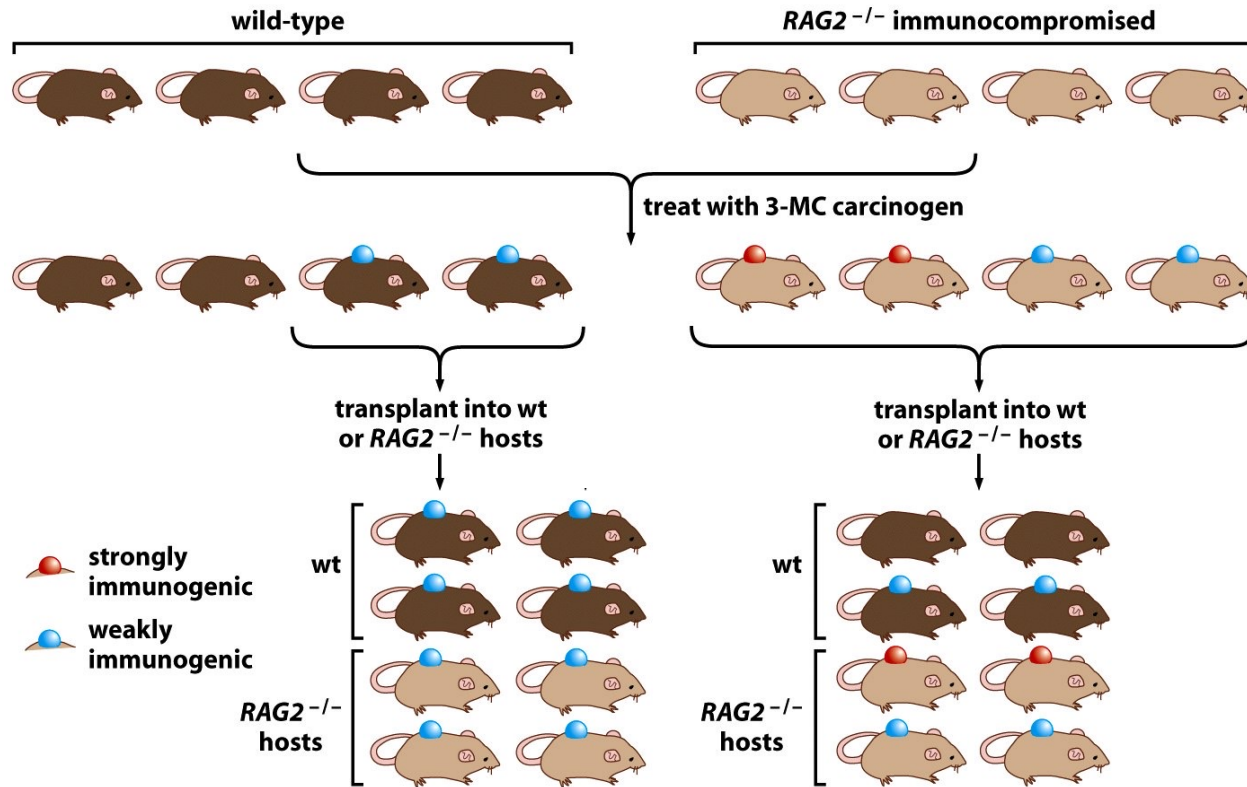 wild-type
RAG2 –/– immunocompromised
treat with 3-MC carcinogen
transplant into wt
or RAG2 –/– hosts
transplant into wt
or RAG2 –/– hosts
strongly
immunogenic
weakly
immunogenic
wt
RAG2 –/–
hosts
wt
RAG2 –/–
hosts